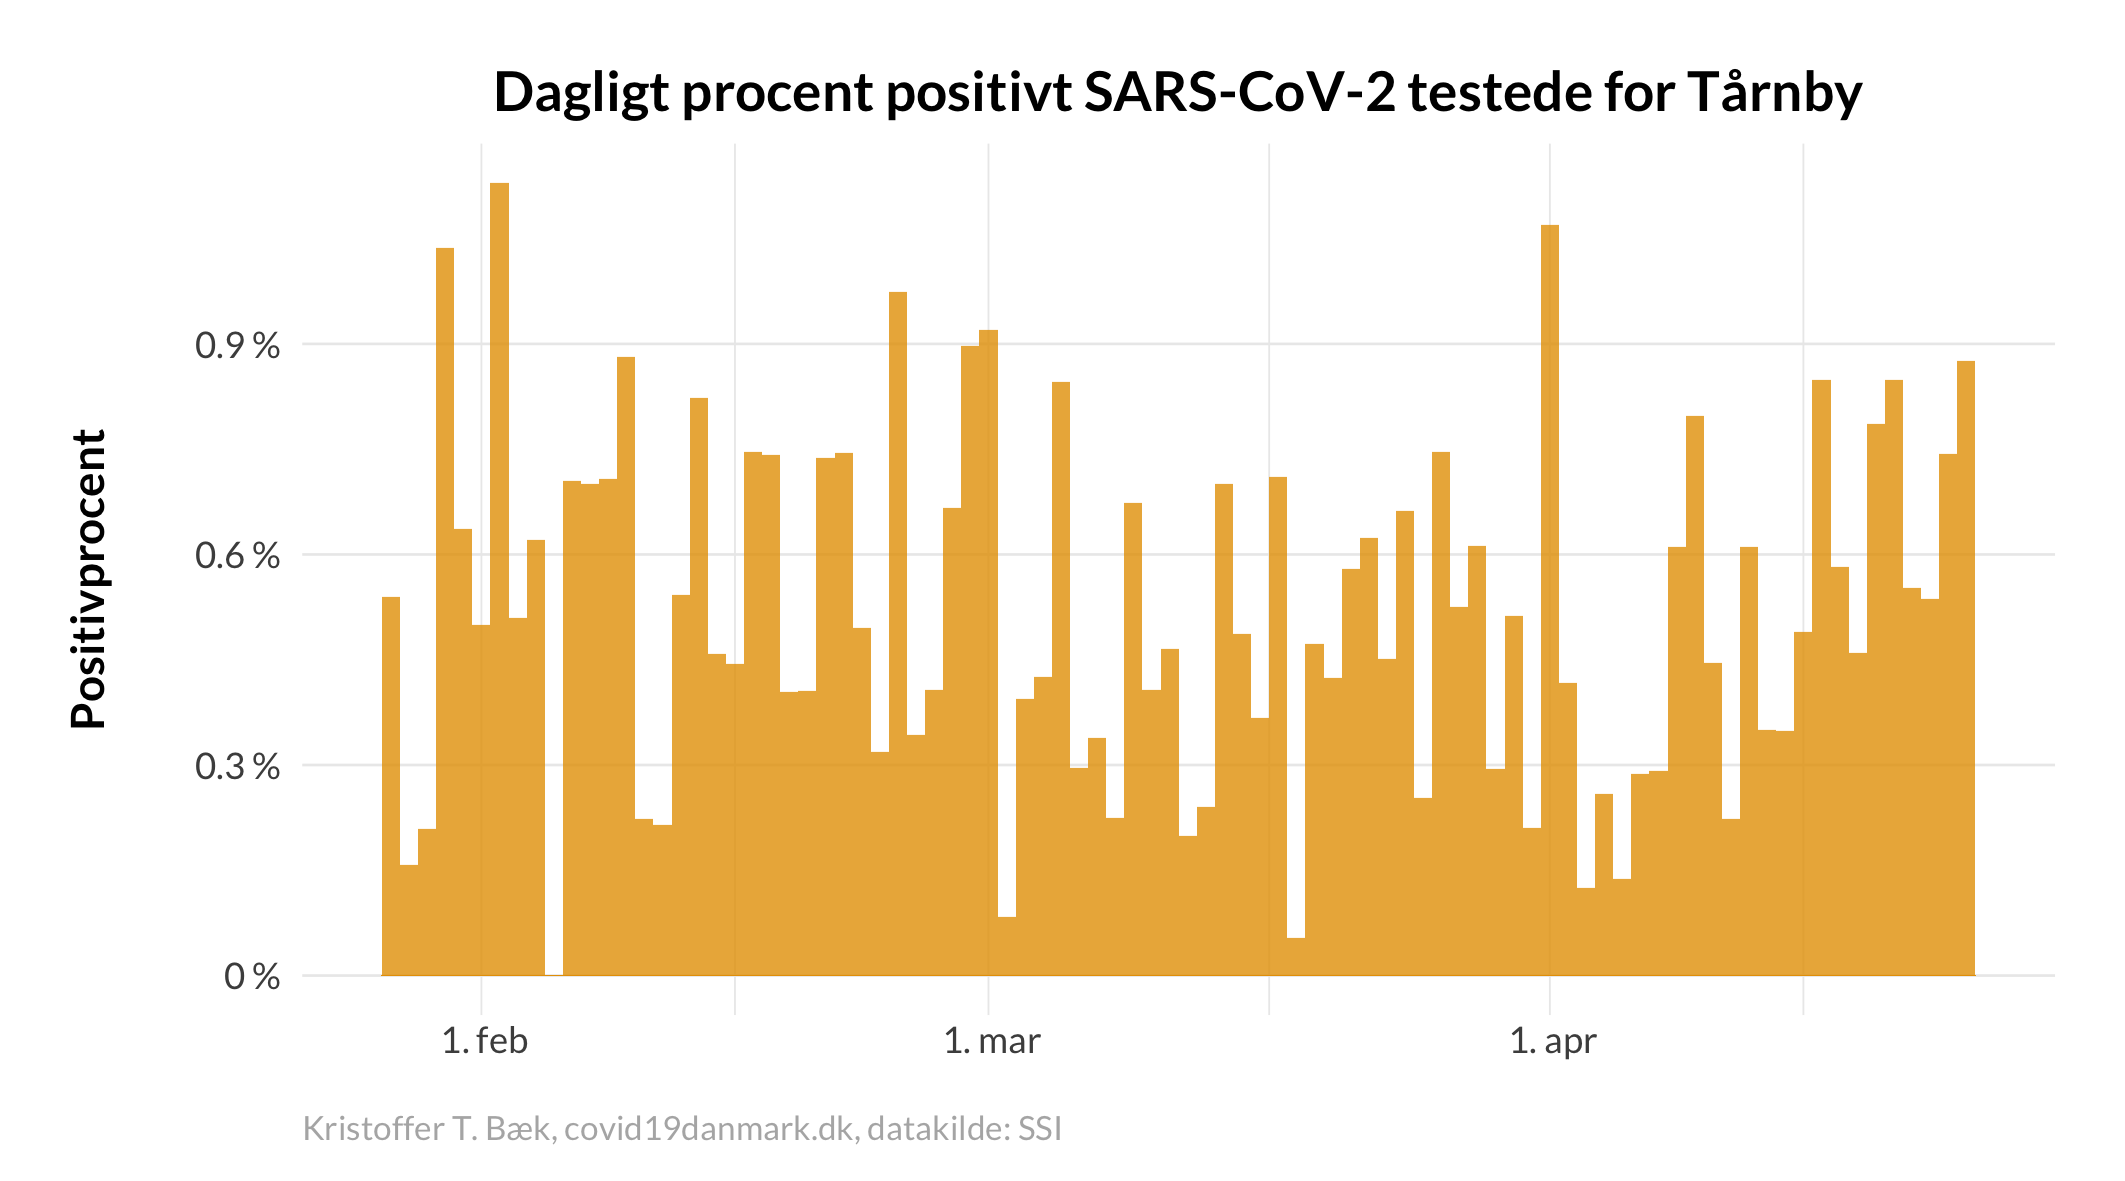 Dagligt procent positivt SARS-CoV-2 testede for Tårnby
Positivprocent
0.9 %
0.6 %
0.3 %
0 %
1. feb
1. mar
1. apr
Kristoffer T. Bæk, covid19danmark.dk, datakilde: SSI